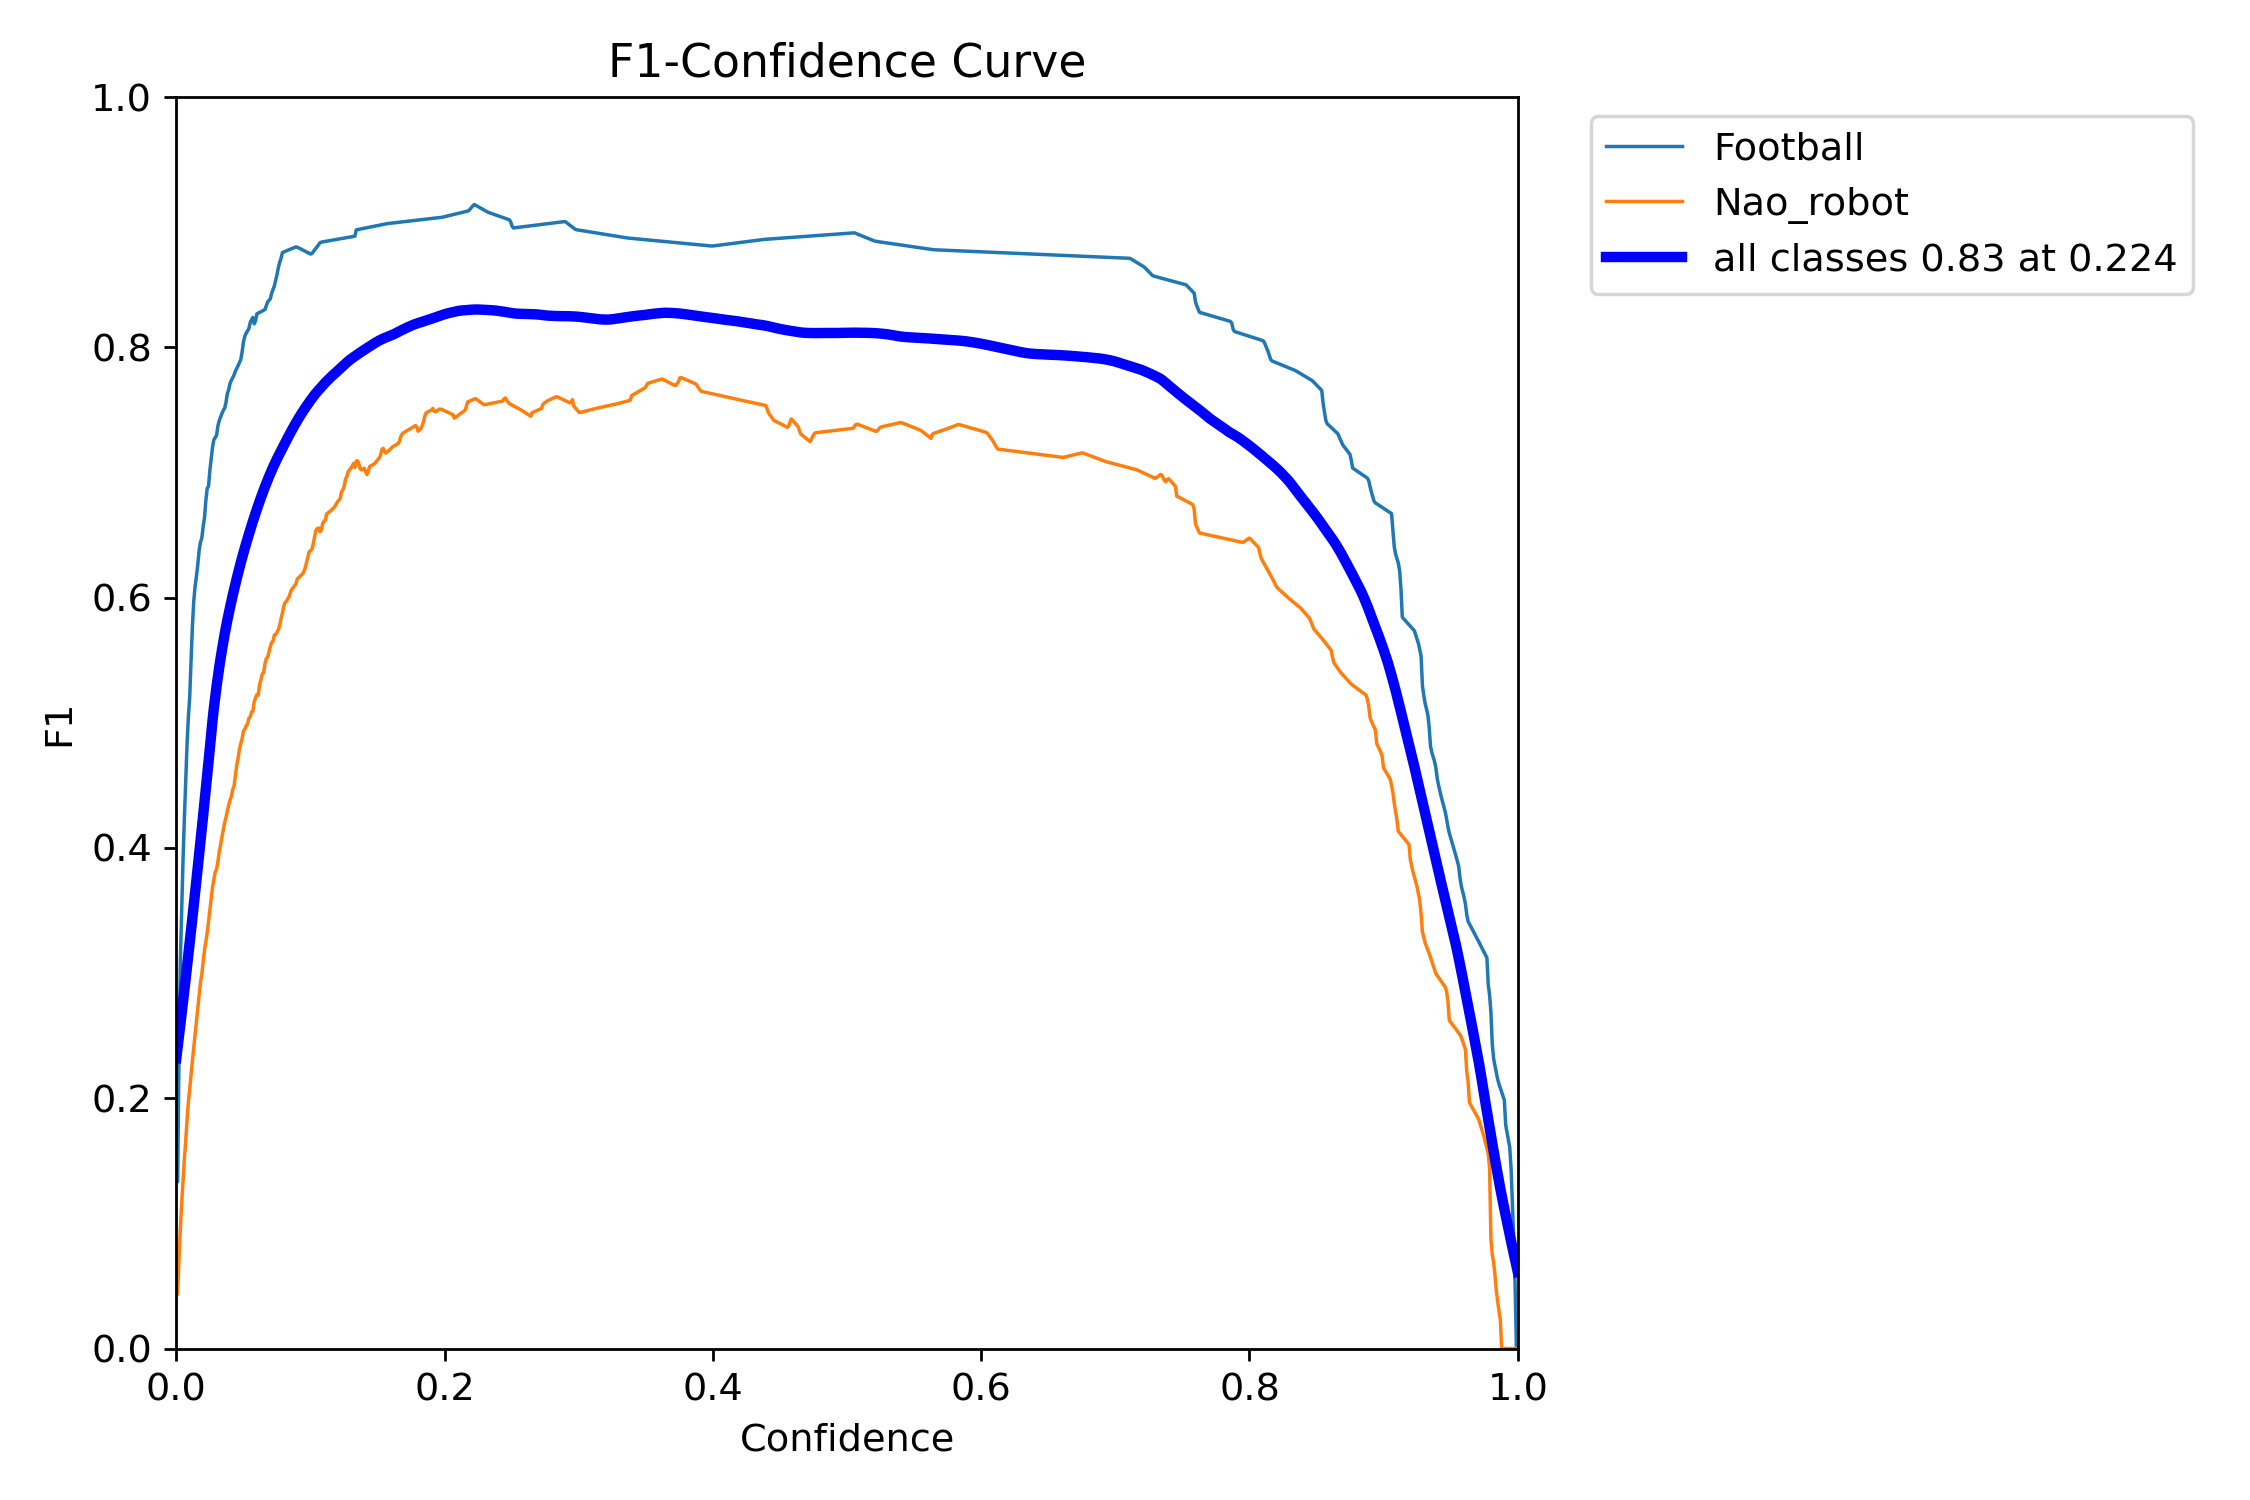 F1-Confidence Curve
1.0
0.8
0.6
0.4
0.2
0.0
F1
0.0 0.2 0.4 0.6 0.8 1.0
Confidence
Football
Nao_robot
all classes 0.83 at 0.224